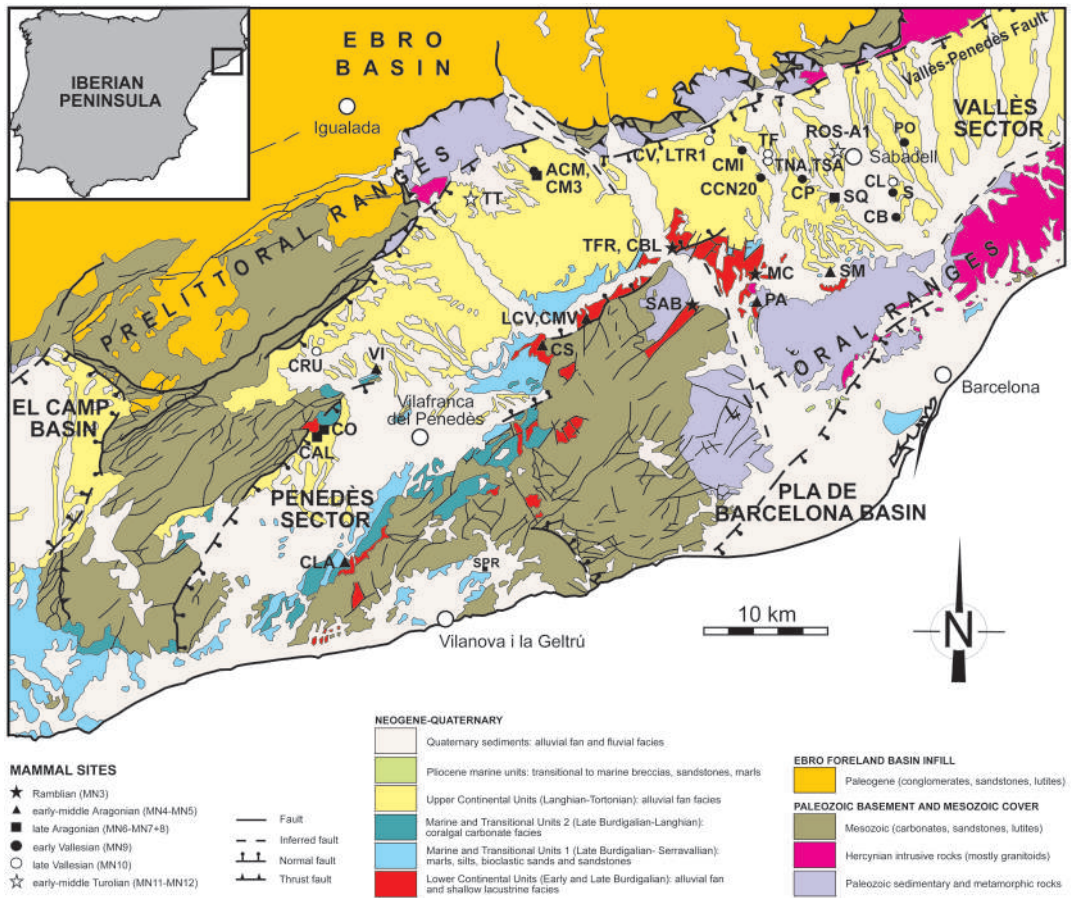 IBERIAN
PENINSULA
EBRO
BASIN
Igualada
Vallès-Penedès Fault
VALLÈS
SECTOR
PRELITTORAL RANGES
ROS-A1
PO
Sabadell
TF
CV, LTR1
CMI
TNA, TSA
CCN20
CP
SQ
CL
S
CB
ACM,
CM3
TT
TFR, CBL
MC
SM
PA
SAB
LCV,CMV
CS
LITTORAL RANGES
Barcelona
CRU
VI
Vilafranca
del Penedès
EL CAMP
BASIN
CO
CAL
PENEDÈS
SECTOR
PLA DE
BARCELONA BASIN
CLA
SPR
Vilanova i la Geltrú
10 km
N
MAMMAL SITES
Ramblian (MN3)
early-middle Aragonian (MN4-MN5)
late Aragonian (MN6-MN7+8)
early Vallesian (MN9)
late Vallesian (MN10)
early-middle Turolian (MN11-MN12)
Fault
Inferred fault
Normal fault
Thrust fault
NEOGENE-QUATERNARY
Quaternary sediments: alluvial fan and fluvial facies
Pliocene marine units: transitional to marine breccias, sandstones, marls
Upper Continental Units (Langhian-Tortonian): alluvial fan facies
Marine and Transitional Units 2 (Late Burdigalian-Langhian):
coralgal carbonate facies
Marine and Transitional Units 1 (Late Burdigalian- Serravallian):
marls, silts, bioclastic sands and sandstones
Lower Continental Units (Early and Late Burdigalian): alluvial fan
and shallow lacustrine facies
EBRO FORELAND BASIN INFILL
Paleogene (conglomerates, sandstones, lutites)
PALEOZOIC BASEMENT AND MESOZOIC COVER
Mesozoic (carbonates, sandstones, lutites)
Hercynian intrusive rocks (mostly granitoids)
Paleozoic sedimentary and metamorphic rocks